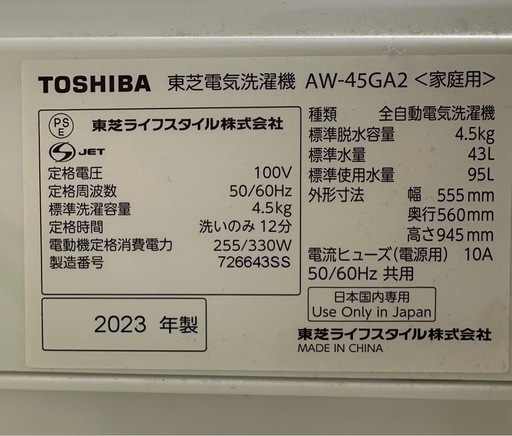 TOSHIBA 東芝電気洗濯機 AW-45GA2 <家庭用>
PS
E
東芝ライフスタイル株式会社
S JET
定格電圧 100V
定格周波数 50/60Hz
標準洗濯容量 4.5kg
定格時間 洗いのみ 12分
電動機定格消費電力 255/330W
製造番号 726643SS
2023 年製
種類 全自動電気洗濯機
標準脱水容量 4.5kg
標準水量 43L
標準使用水量 95L
外形寸法 幅 555mm
奥行560mm
高さ945mm
電流ヒューズ(電源用) 10A
50/60Hz 共用
日本国内専用
Use Only in Japan
東芝ライフスタイル株式会社
MADE IN CHINA